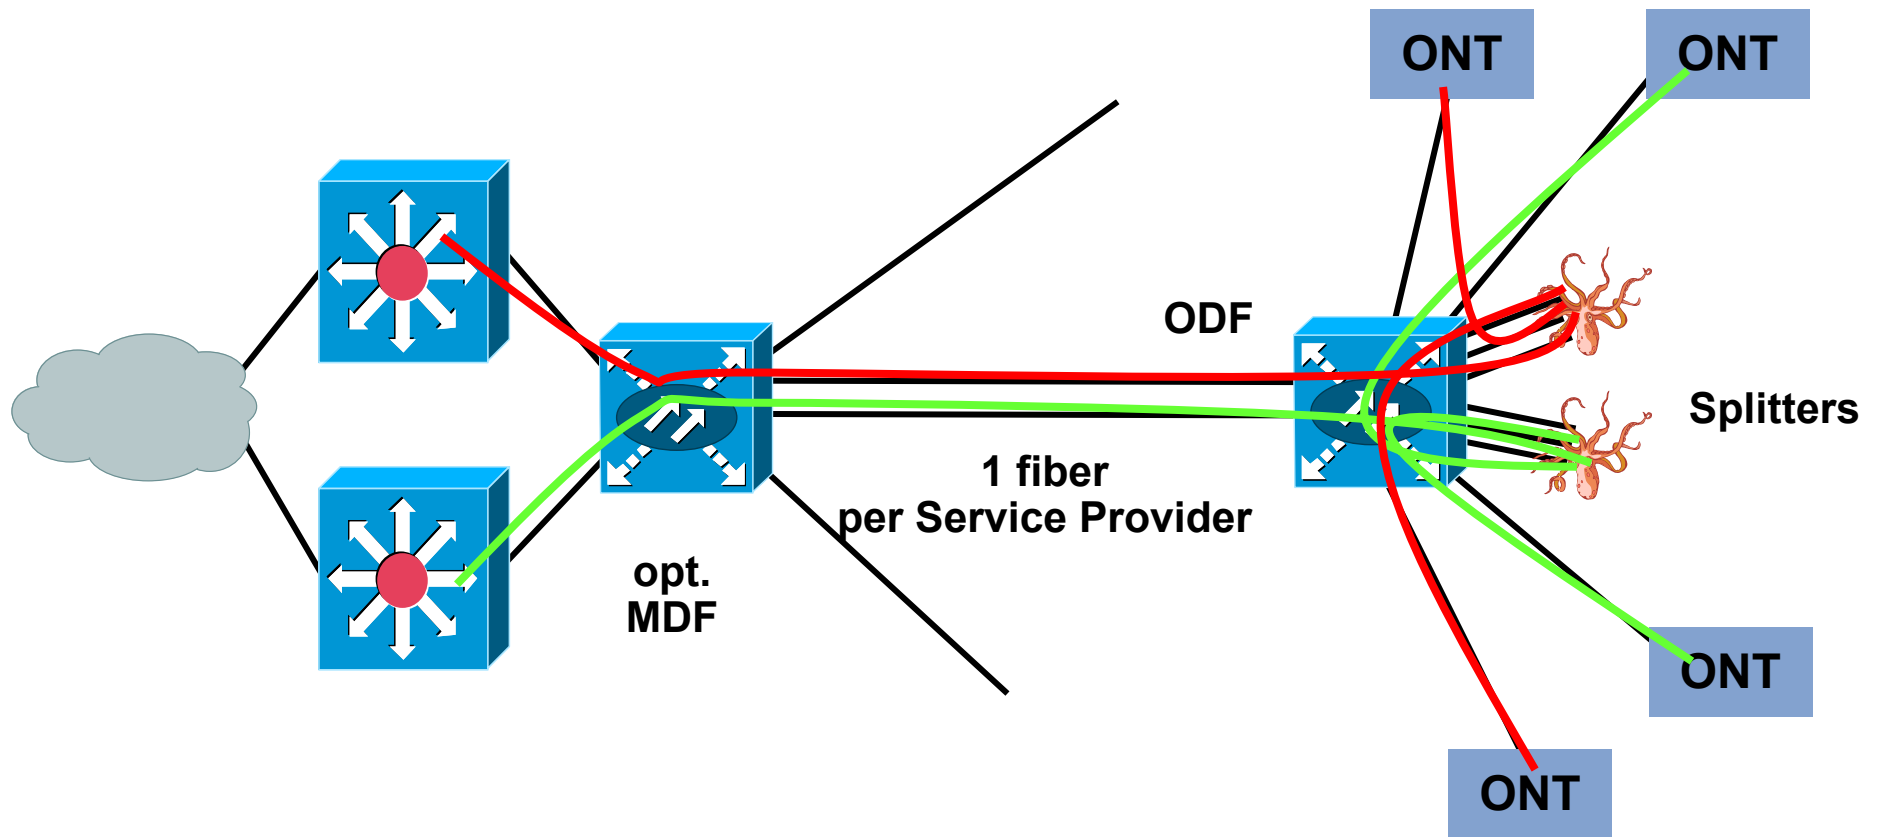 ONT
ONT
ODF
Splitters
1 fiber
per Service Provider
opt.
MDF
ONT
ONT